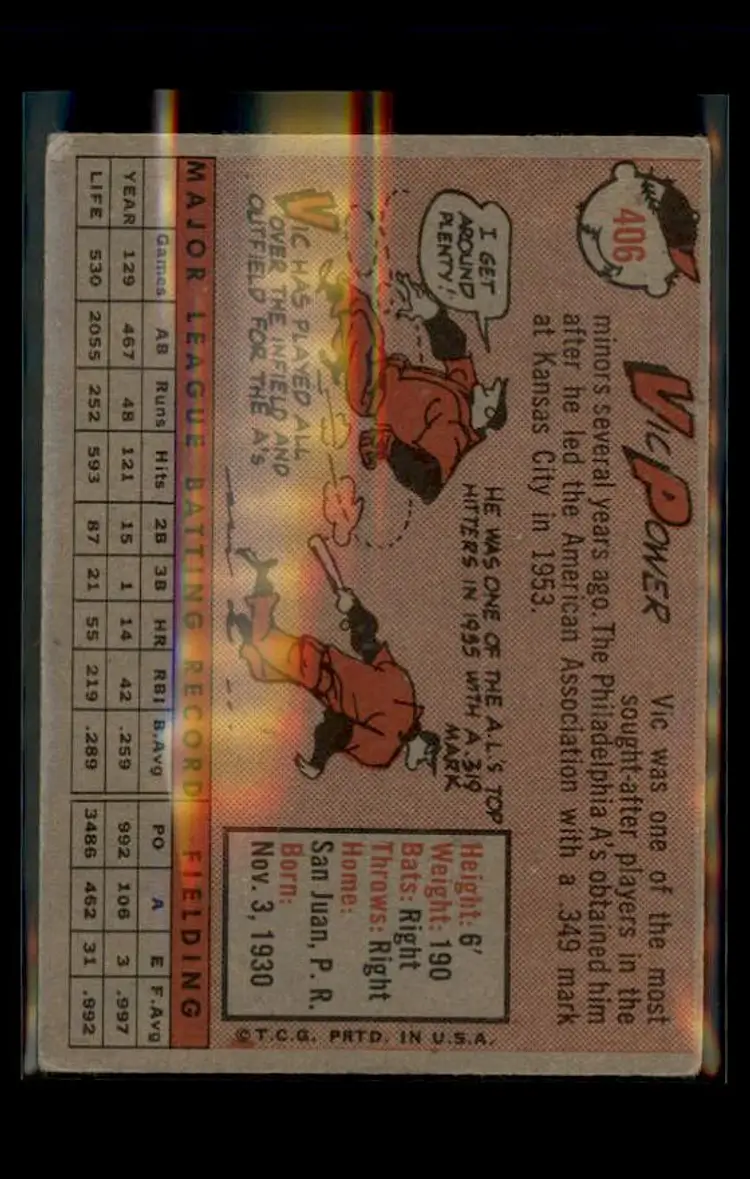 406
VIC POWER
Vic was one of the most
sought-after players in the
minors several years ago. The Philadelphia A's obtained him
after he led the American Association with a .349 mark
at Kansas City in 1953.
I GET
AROUND
PLENTY!
HE WAS ONE OF THE A.L.'S TOP
HITTERS IN 1955 WITH A .319
MARK
VIC HAS PLAYED ALL
OVER THE INFIELD AND
OUTFIELD FOR THE A'S
Height: 6'
Weight: 190
Bats: Right
Throws: Right
Home:
San Juan, P. R.
Born:
Nov. 3, 1930
©T.C.G. PRTD. IN U.S.A.
MAJOR LEAGUE BATTING RECORD FIELDING
Games AB Runs Hits 2B 3B HR RBI B.Avg PO A E F.Avg
YEAR 129 467 48 121 15 1 14 42 .259 992 106 3 .997
LIFE 530 2055 252 593 87 21 55 219 .289 3486 462 31 .992